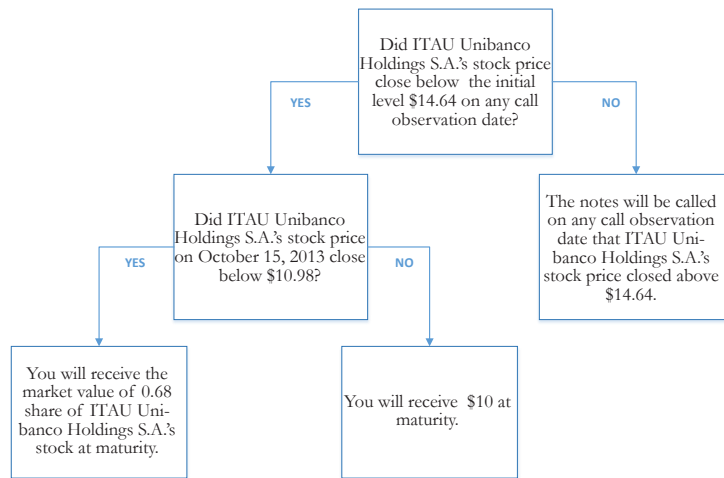 Did ITAU Unibanco
Holdings S.A.'s stock price
close below the initial
level $14.64 on any call
observation date?
YES
NO
Did ITAU Unibanco
Holdings S.A.'s stock price
on October 15, 2013 close
below $10.98?
The notes will be called
on any call observation
date that ITAU Uni-
banco Holdings S.A.'s
stock price closed above
$14.64.
YES
NO
You will receive the
market value of 0.68
share of ITAU Uni-
banco Holdings S.A.'s
stock at maturity.
You will receive $10 at
maturity.